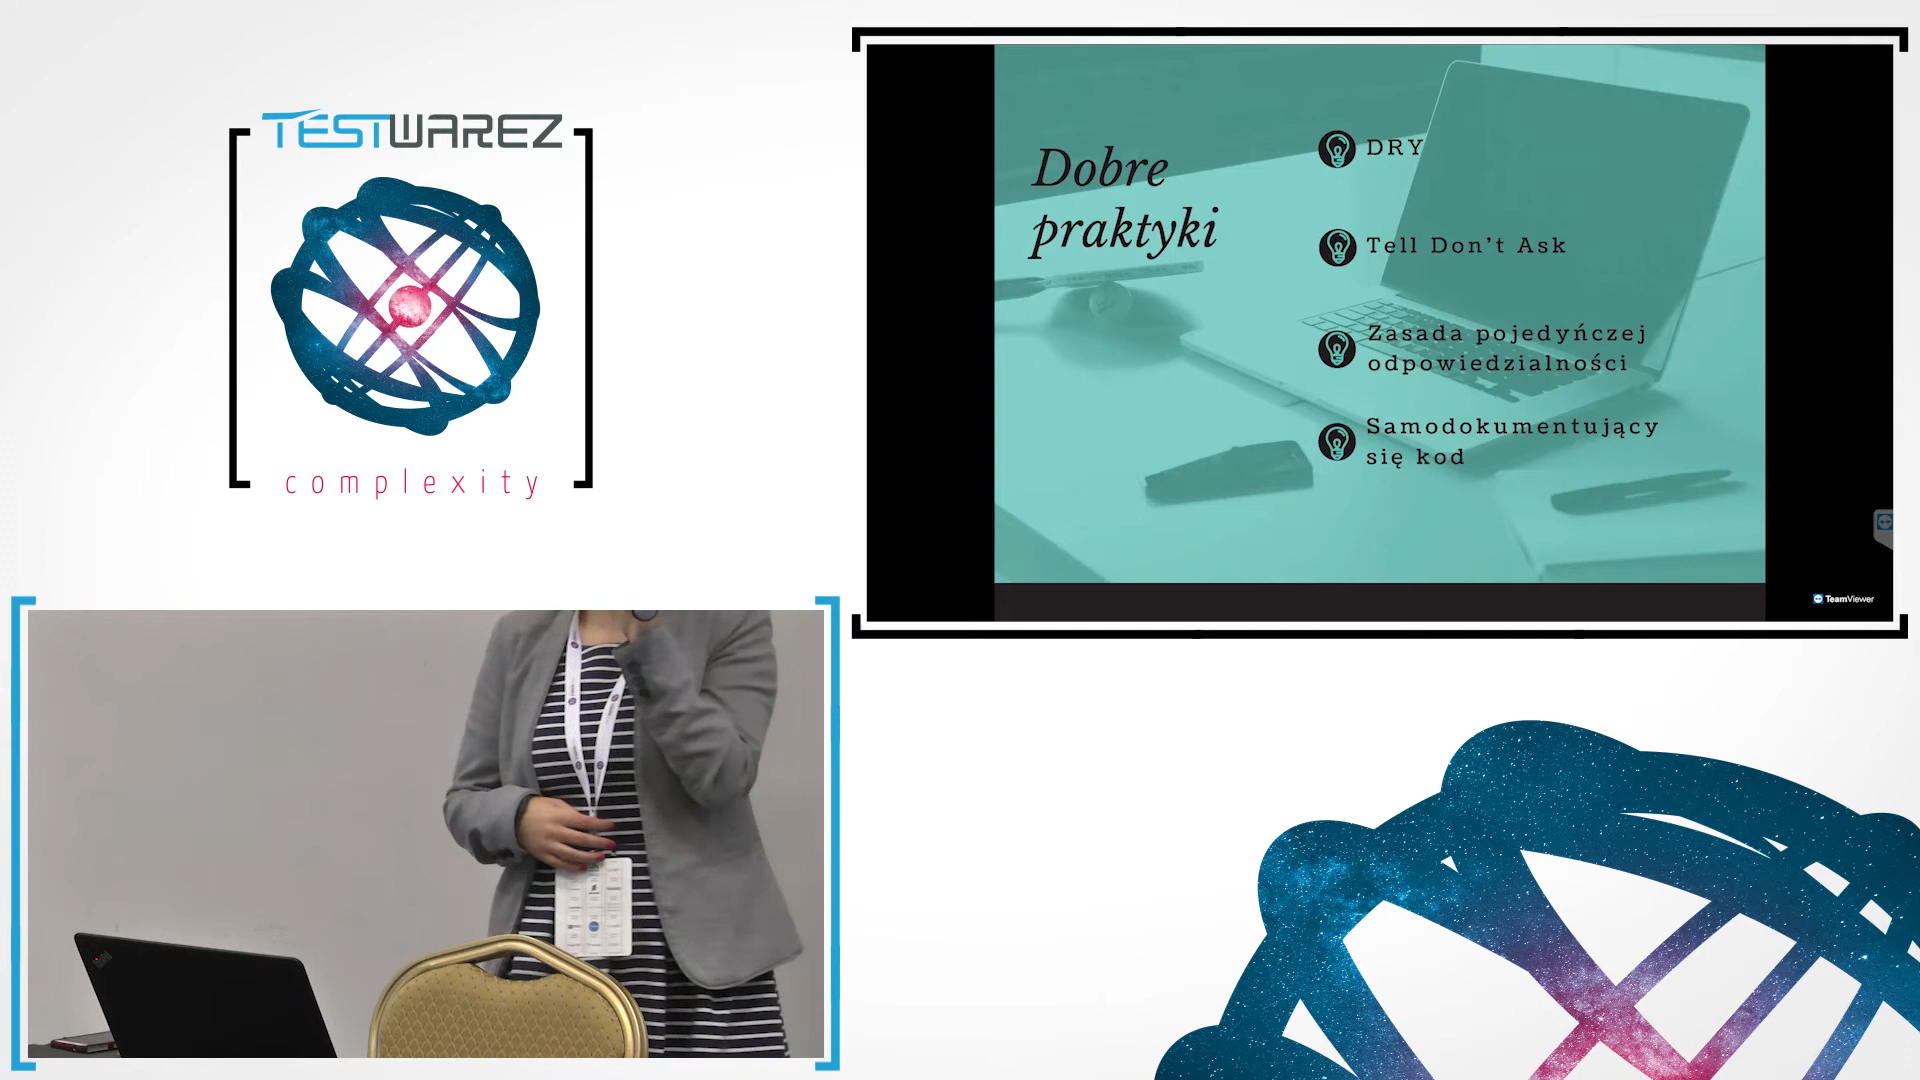 TESTWAREZ
complexity
Dobre
praktyki
DRY
Tell Don't Ask
Zasada pojedyńczej
odpowiedzialności
Samodokumentujący
się kod
TeamViewer